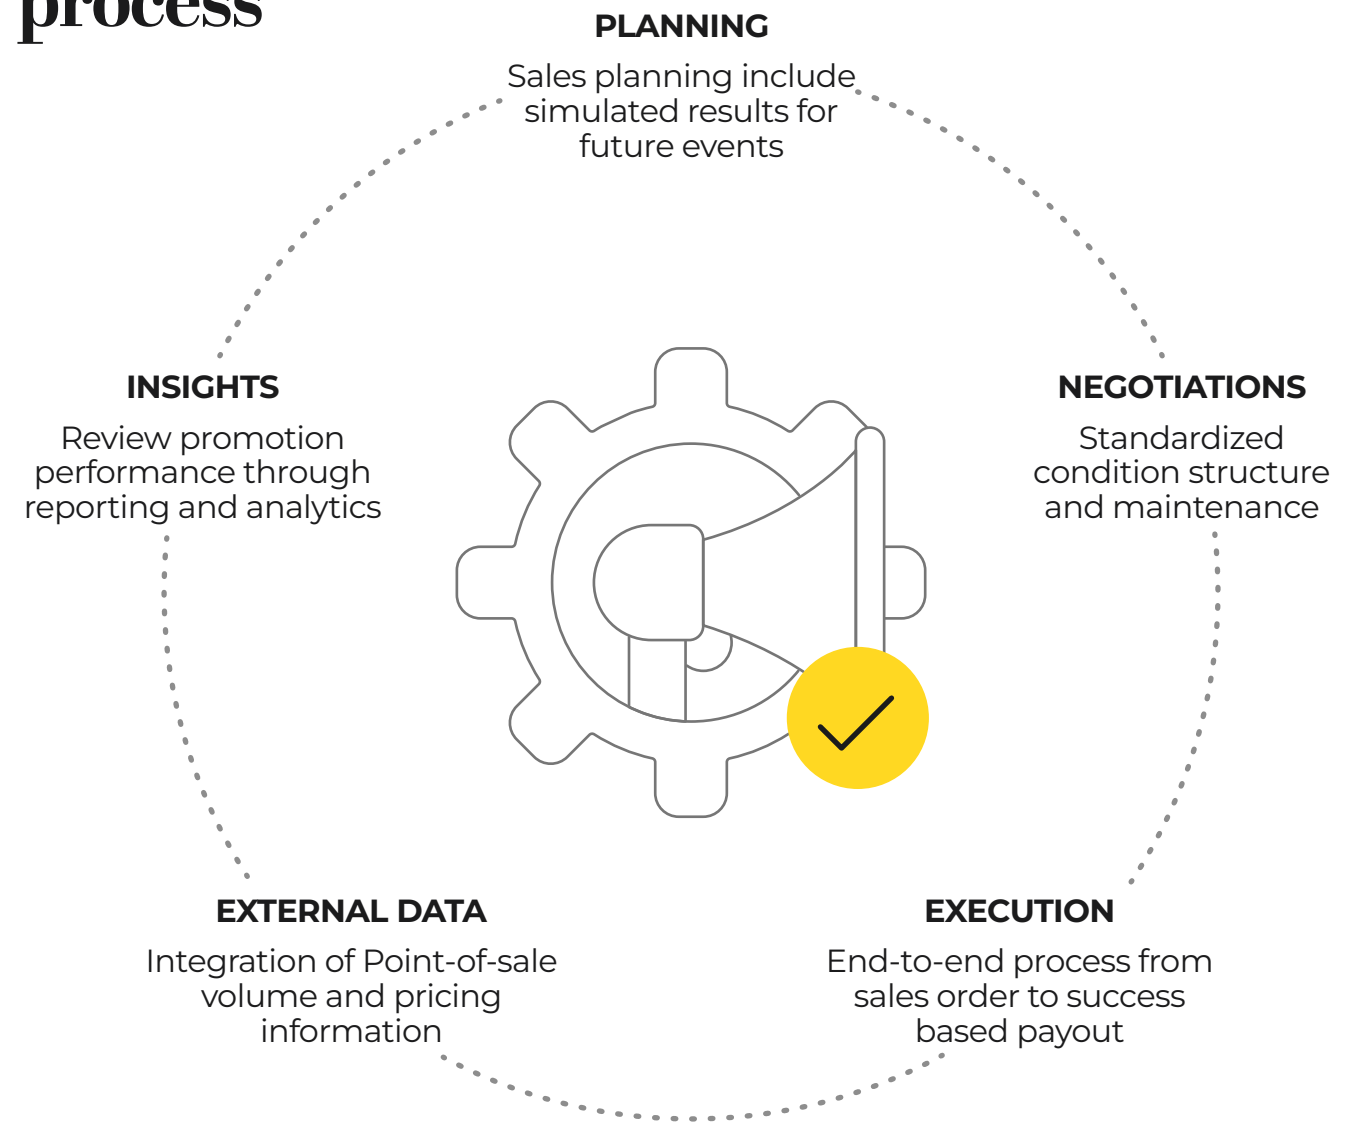 process
PLANNING
Sales planning include
simulated results for
future events
NEGOTIATIONS
Standardized
condition structure
and maintenance
EXECUTION
End-to-end process from
sales order to success
based payout
EXTERNAL DATA
Integration of Point-of-sale
volume and pricing
information
INSIGHTS
Review promotion
performance through
reporting and analytics